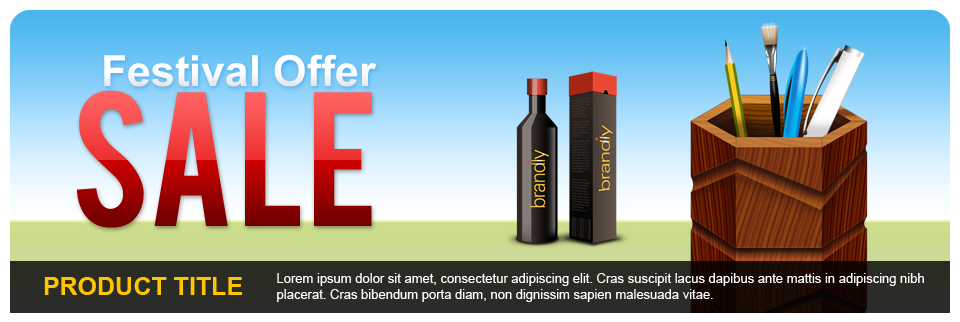 Festival Offer
SALE
brandiy
brandiy
PRODUCT TITLE
Lorem ipsum dolor sit amet, consectetur adipiscing elit. Cras suscipit lacus dapibus ante mattis in adipiscing nibh
placerat. Cras bibendum porta diam, non dignissim sapien malesuada vitae.